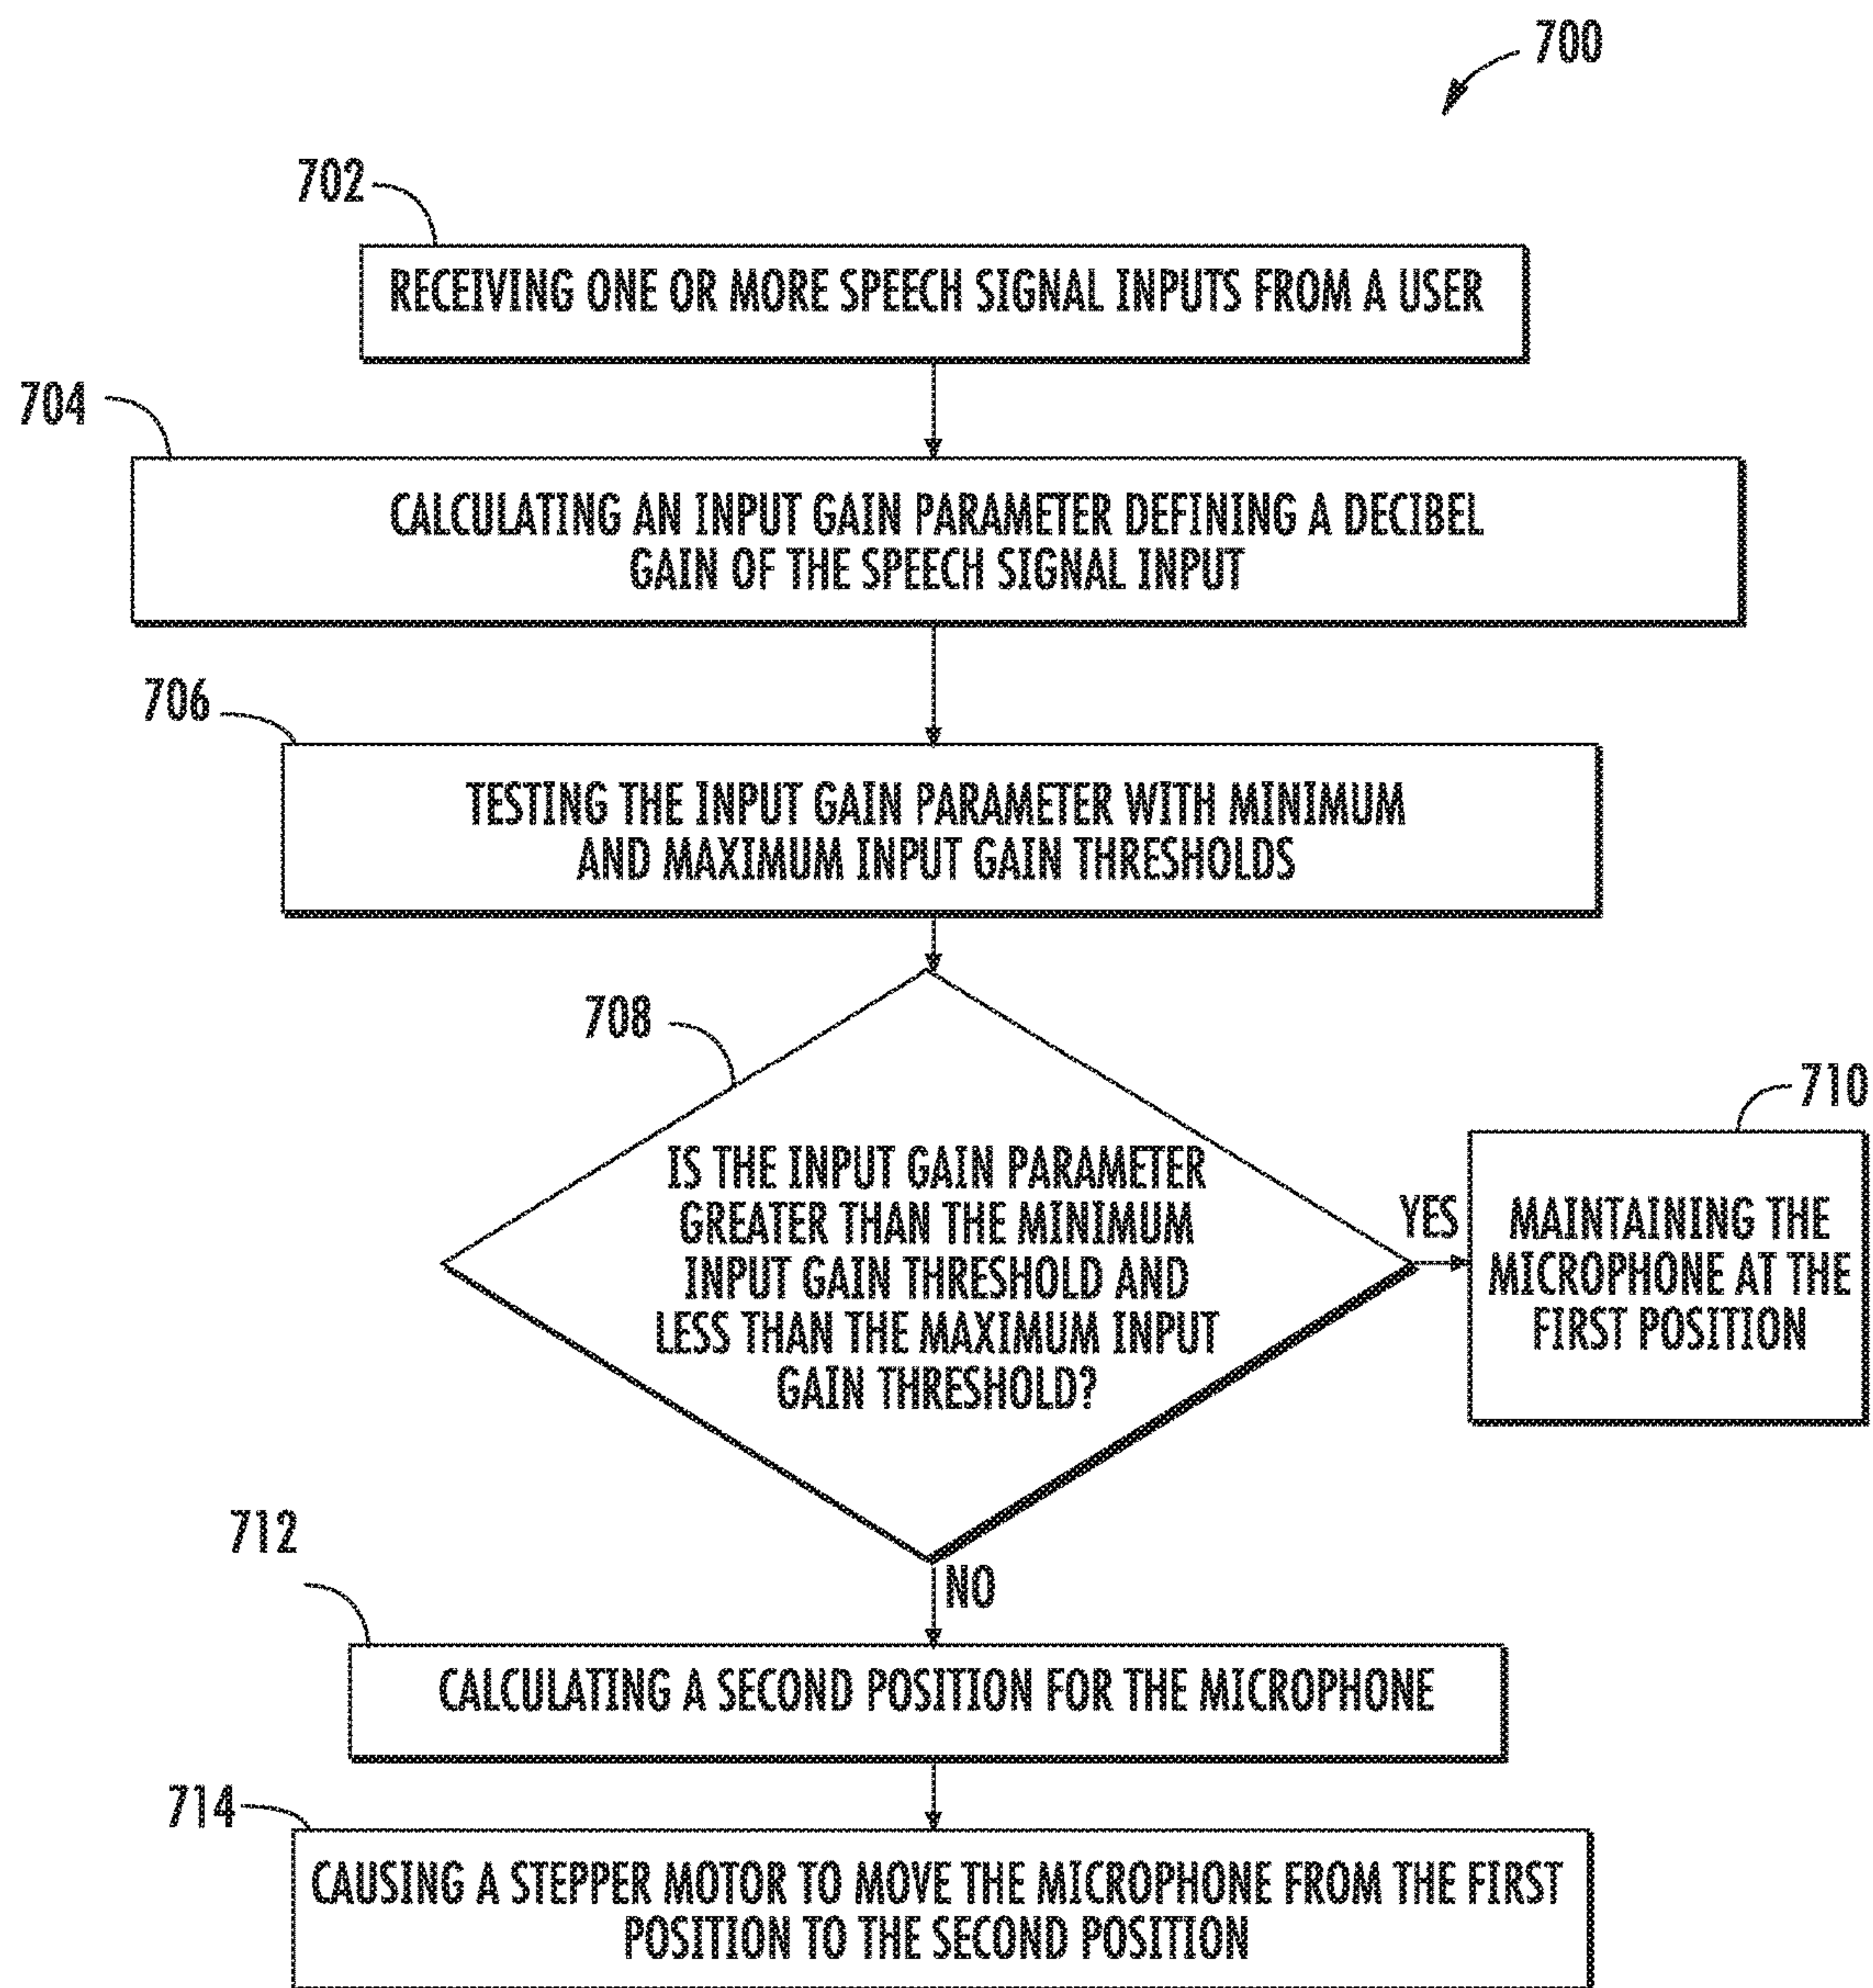 700
702
RECEIVING ONE OR MORE SPEECH SIGNAL INPUTS FROM A USER
704
CALCULATING AN INPUT GAIN PARAMETER DEFINING A DECIBEL
GAIN OF THE SPEECH SIGNAL INPUT
706
TESTING THE INPUT GAIN PARAMETER WITH MINIMUM
AND MAXIMUM INPUT GAIN THRESHOLDS
708
IS THE INPUT GAIN PARAMETER
GREATER THAN THE MINIMUM
INPUT GAIN THRESHOLD AND
LESS THAN THE MAXIMUM INPUT
GAIN THRESHOLD?
YES
710
MAINTAINING THE
MICROPHONE AT THE
FIRST POSITION
NO
712
CALCULATING A SECOND POSITION FOR THE MICROPHONE
714
CAUSING A STEPPER MOTOR TO MOVE THE MICROPHONE FROM THE FIRST
POSITION TO THE SECOND POSITION